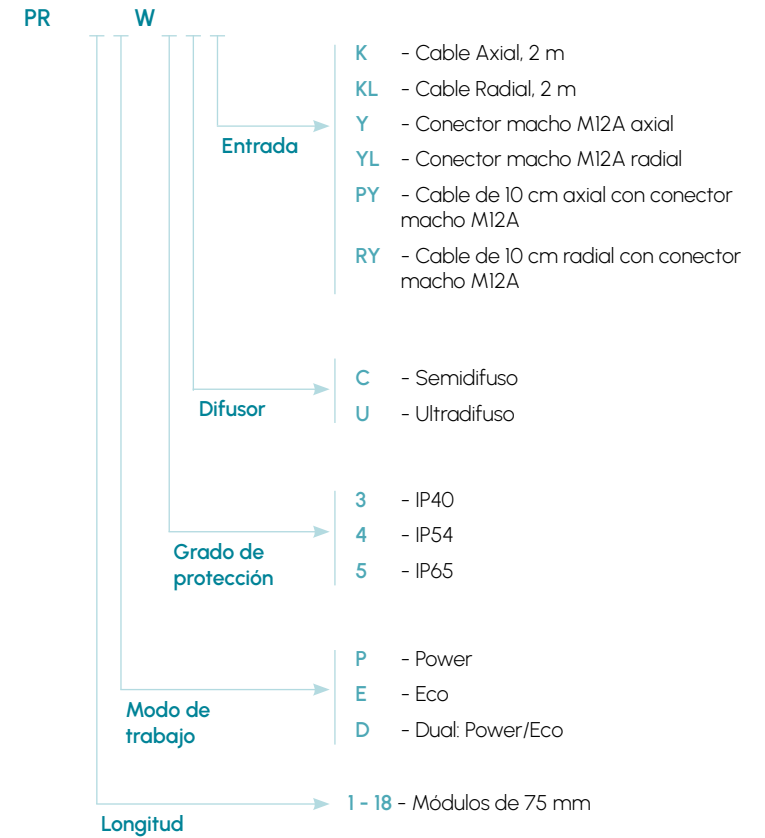 PR W
K - Cable Axial, 2 m
KL - Cable Radial, 2 m
Y - Conector macho M12A axial
Entrada
YL - Conector macho M12A radial
PY - Cable de 10 cm axial con conector
macho M12A
RY - Cable de 10 cm radial con conector
macho M12A
C - Semidifuso
Difusor
U - Ultradifuso
3 - IP40
4 - IP54
Grado de
protección
5 - IP65
P - Power
E - Eco
Modo de
trabajo
D - Dual: Power/Eco
1 - 18 - Módulos de 75 mm
Longitud